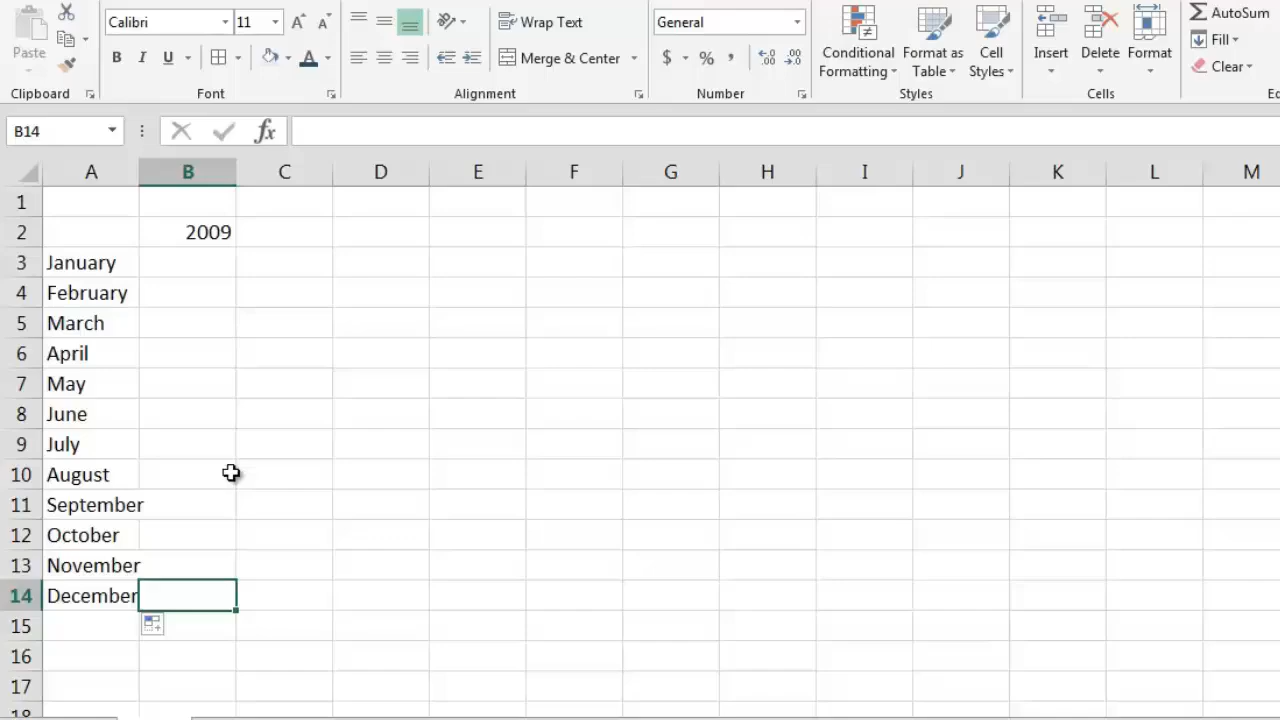 Calibri 11 A A Wrap Text General AutoSum
Paste Conditional Format as Cell Insert Delete Format Fill
B I U A Merge & Center $ % , .00 .0 Formatting Table Styles Clear
Clipboard Font Alignment Number Styles Cells
B14 fx
A B C D E F G H I J K L M
1
2 2009
3 January
4 February
5 March
6 April
7 May
8 June
9 July
10 August
11 September
12 October
13 November
14 December
15
16
17
18